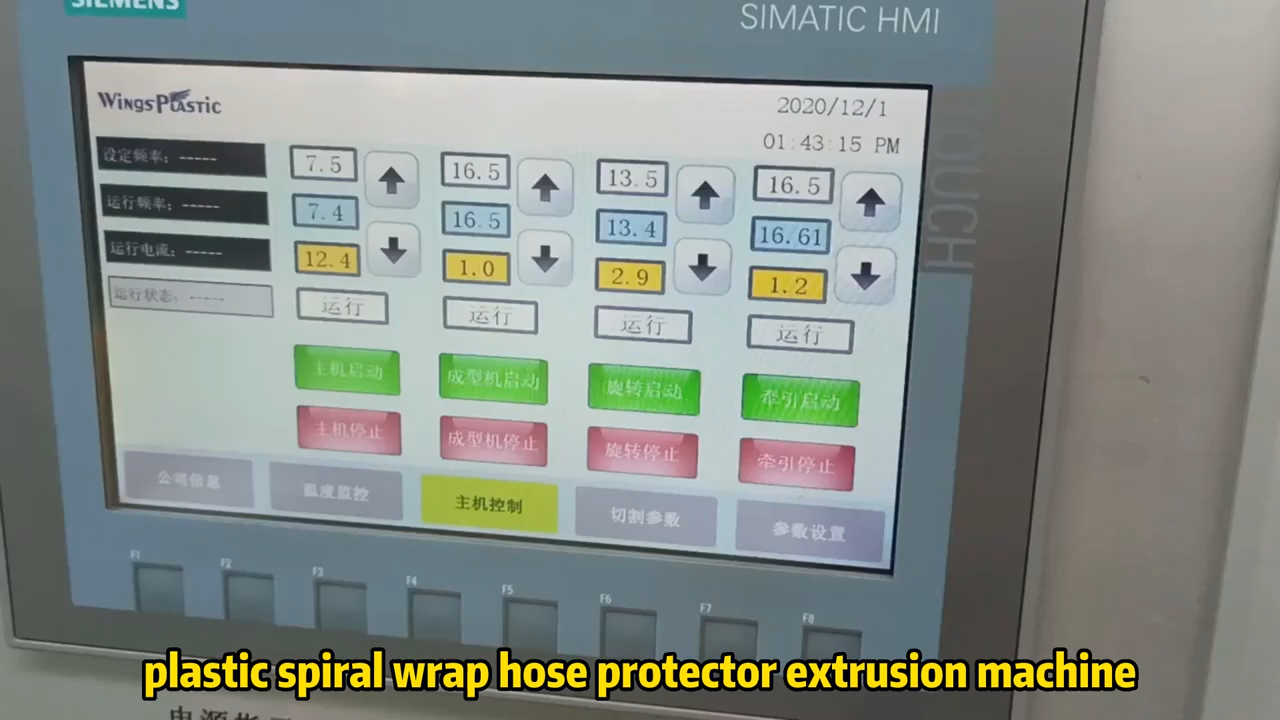 SIEMENS
SIMATIC HMI
TOUCH
WINGSPLASTIC
2020/12/1
01:43:15 PM
设定频率: -----
7.5
16.5
13.5
16.5
运行频率: -----
7.4
16.5
13.4
16.61
运行电流: -----
12.4
1.0
2.9
1.2
运行状态: -----
运行
运行
运行
运行
主机启动
成型机启动
旋转启动
牵引启动
主机停止
成型机停止
旋转停止
牵引停止
公司信息
温度监控
主机控制
切割参数
参数设置
F1
F2
F3
F4
F5
F6
F7
F8
plastic spiral wrap hose protector extrusion machine
电源指示